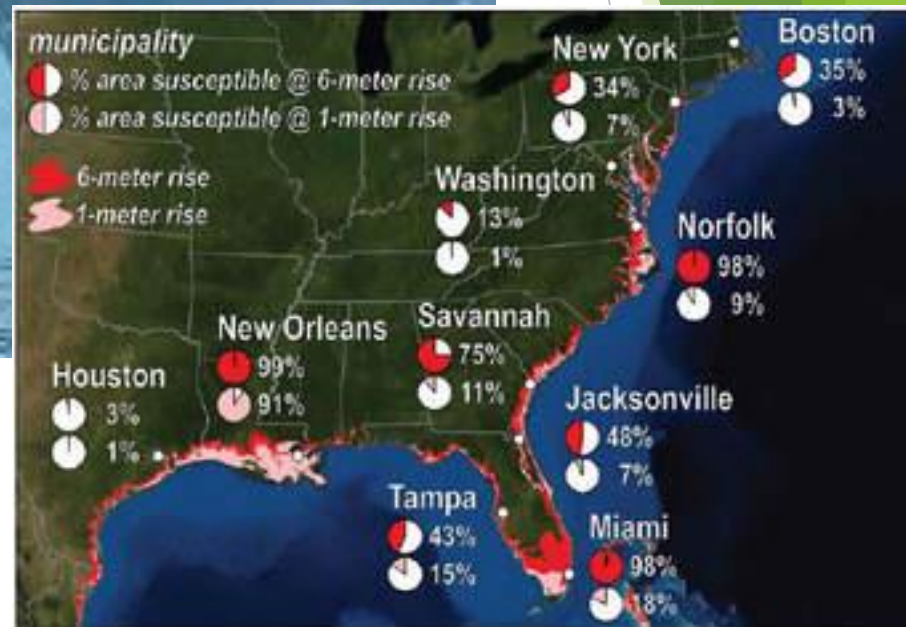 municipality
% area susceptible @ 6-meter rise
% area susceptible @ 1-meter rise
6-meter rise
1-meter rise
Boston
35%
3%
New York
34%
7%
Washington
13%
1%
Norfolk
98%
9%
New Orleans
99%
91%
Savannah
75%
11%
Houston
3%
1%
Jacksonville
48%
7%
Tampa
43%
15%
Miami
98%
18%